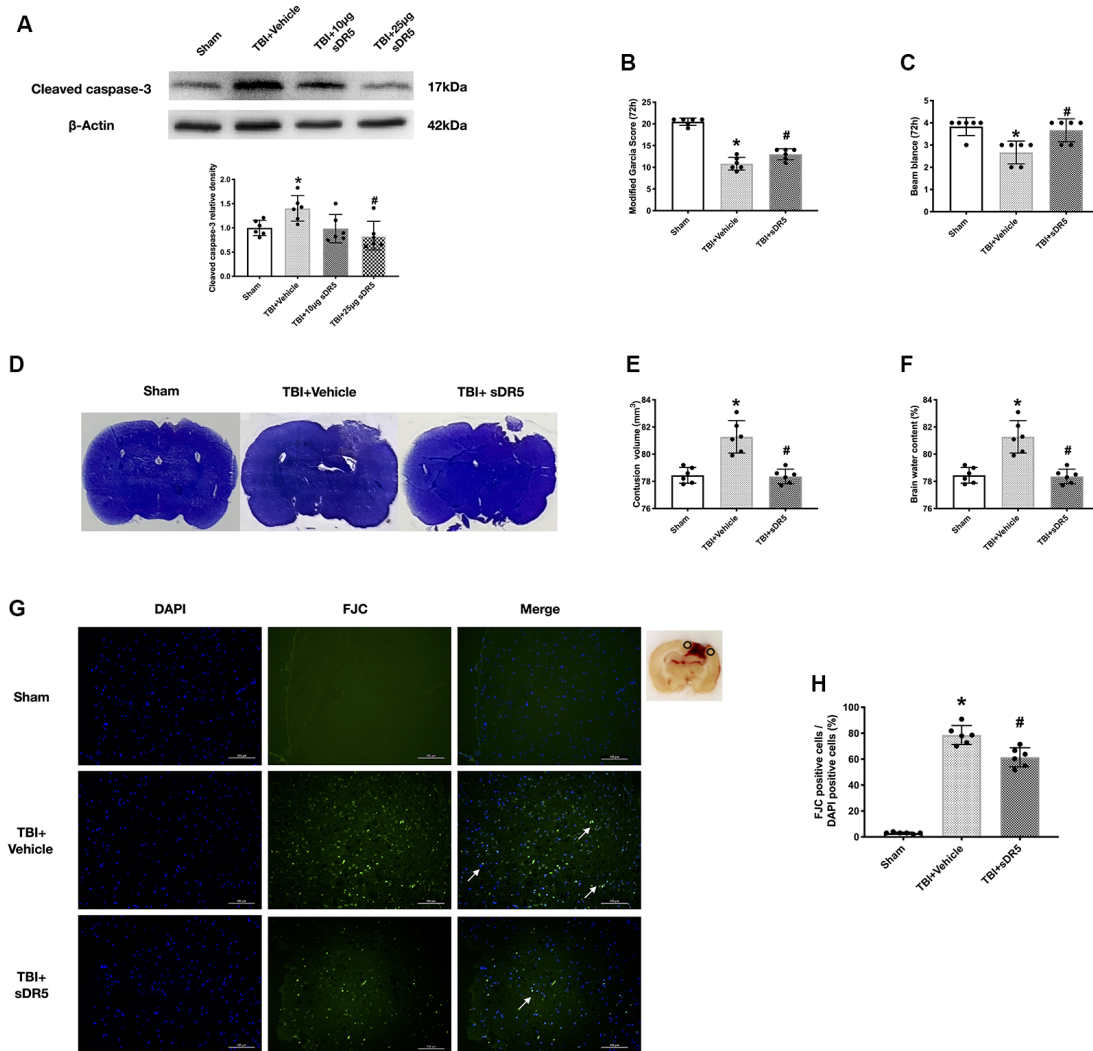 A
Sham
TBI+Vehicle
TBI+10μg
sDR5
TBI+25μg
sDR5
Cleaved caspase-3
17kDa
β-Actin
42kDa
Cleaved caspase-3 relative density
2.0
1.5
1.0
0.5
0.0
*
#
Sham
TBI+Vehicle
TBI+10μg sDR5
TBI+25μg sDR5
B
Modified Garcia Score (72h)
25
20
15
10
5
0
*
#
Sham
TBI+Vehicle
TBI+sDR5
C
Beam blance (72h)
5
4
3
2
1
0
*
#
Sham
TBI+Vehicle
TBI+sDR5
D
Sham
TBI+Vehicle
TBI+ sDR5
E
Contusion volume (mm³)
84
82
80
78
76
*
#
Sham
TBI+Vehicle
TBI+sDR5
F
Brain water content (%)
84
82
80
78
76
*
#
Sham
TBI+Vehicle
TBI+sDR5
G
DAPI
FJC
Merge
Sham
TBI+
Vehicle
TBI+
sDR5
H
FJC positive cells /
DAPI positive cells (%)
100
80
60
40
20
0
*
#
Sham
TBI+Vehicle
TBI+sDR5